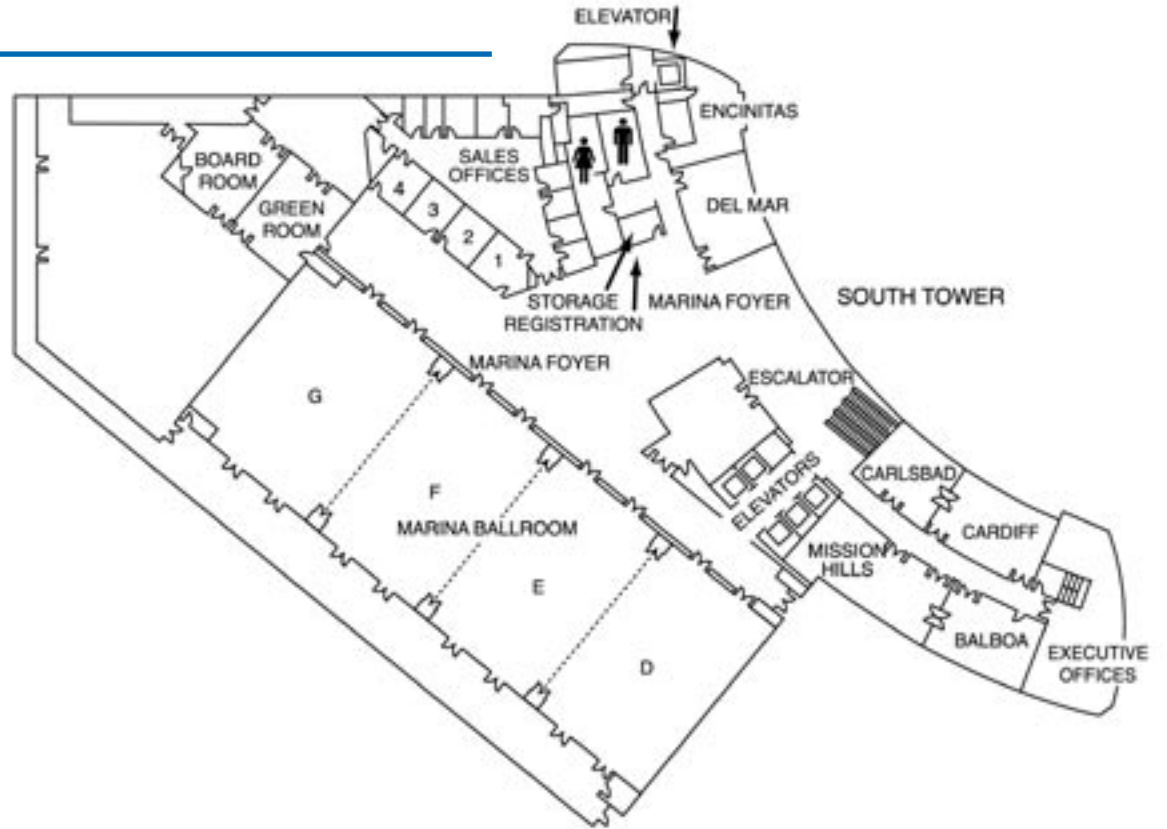 ELEVATOR
ENCINITAS
BOARD
ROOM
SALES
OFFICES
GREEN
ROOM
4
3
2
1
DEL MAR
STORAGE
REGISTRATION
MARINA FOYER
SOUTH TOWER
MARINA FOYER
ESCALATOR
G
CARLSBAD
ELEVATORS
F
MARINA BALLROOM
CARDIFF
MISSION
HILLS
E
BALBOA
EXECUTIVE
OFFICES
D